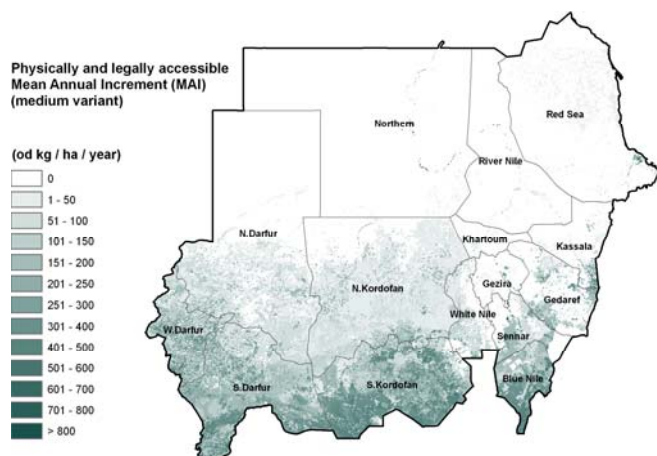 Physically and legally accessible
Mean Annual Increment (MAI)
(medium variant)
(od kg / ha / year)
0
1 - 50
51 - 100
101 - 150
151 - 200
201 - 250
251 - 300
301 - 400
401 - 500
501 - 600
601 - 700
701 - 800
> 800
Northern
Red Sea
River Nile
N.Darfur
Khartoum
Kassala
N.Kordofan
Gezira
Gedaref
W.Darfur
White Nile
Sennar
S.Darfur
S.Kordofan
Blue Nile